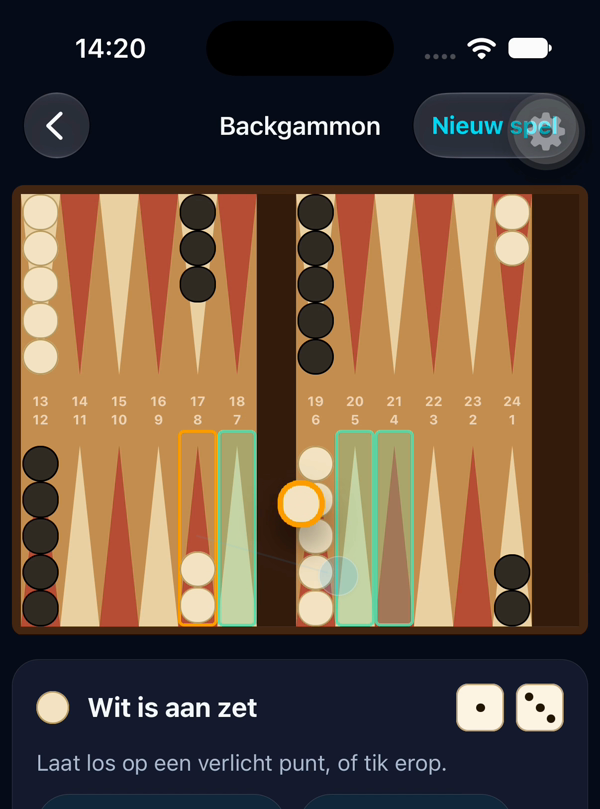 14:20
Backgammon
Nieuw spel
13 14 15 16 17 18 19 20 21 22 23 24
12 11 10 9 8 7 6 5 4 3 2 1
Wit is aan zet
Laat los op een verlicht punt, of tik erop.